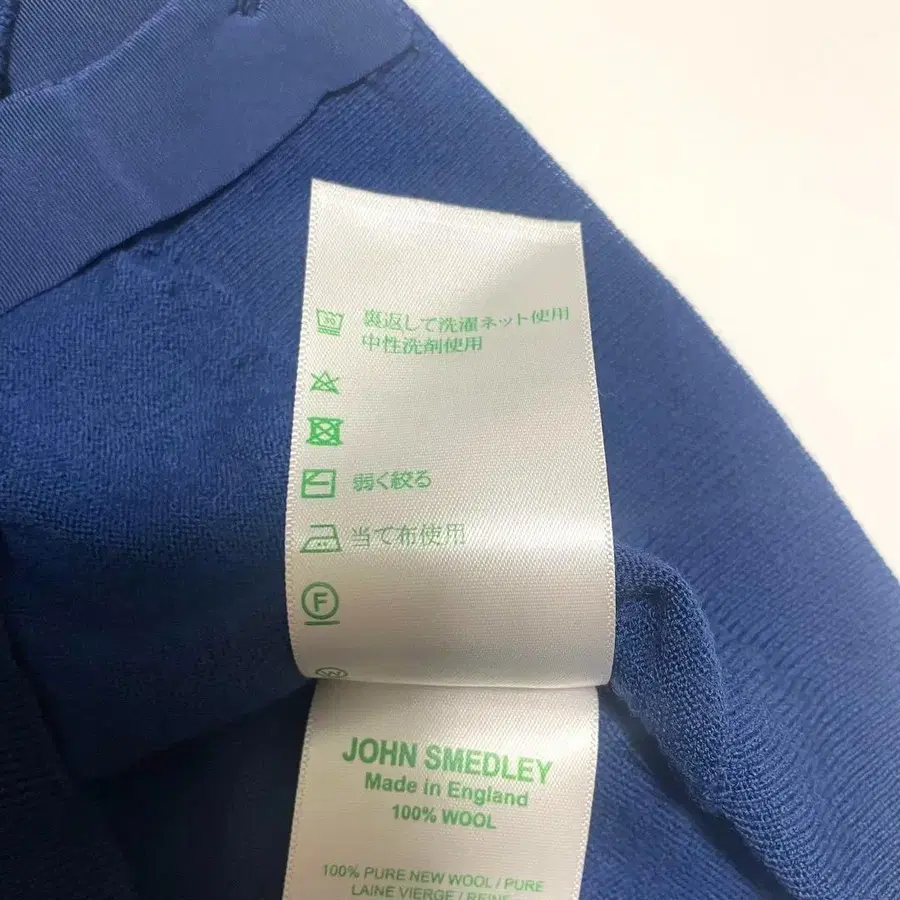 30
裏返して洗濯ネット使用
中性洗剤使用
弱く絞る
当て布使用
F
W
JOHN SMEDLEY
Made in England
100% WOOL
100% PURE NEW WOOL / PURE
LAINE VIERGE / REINE